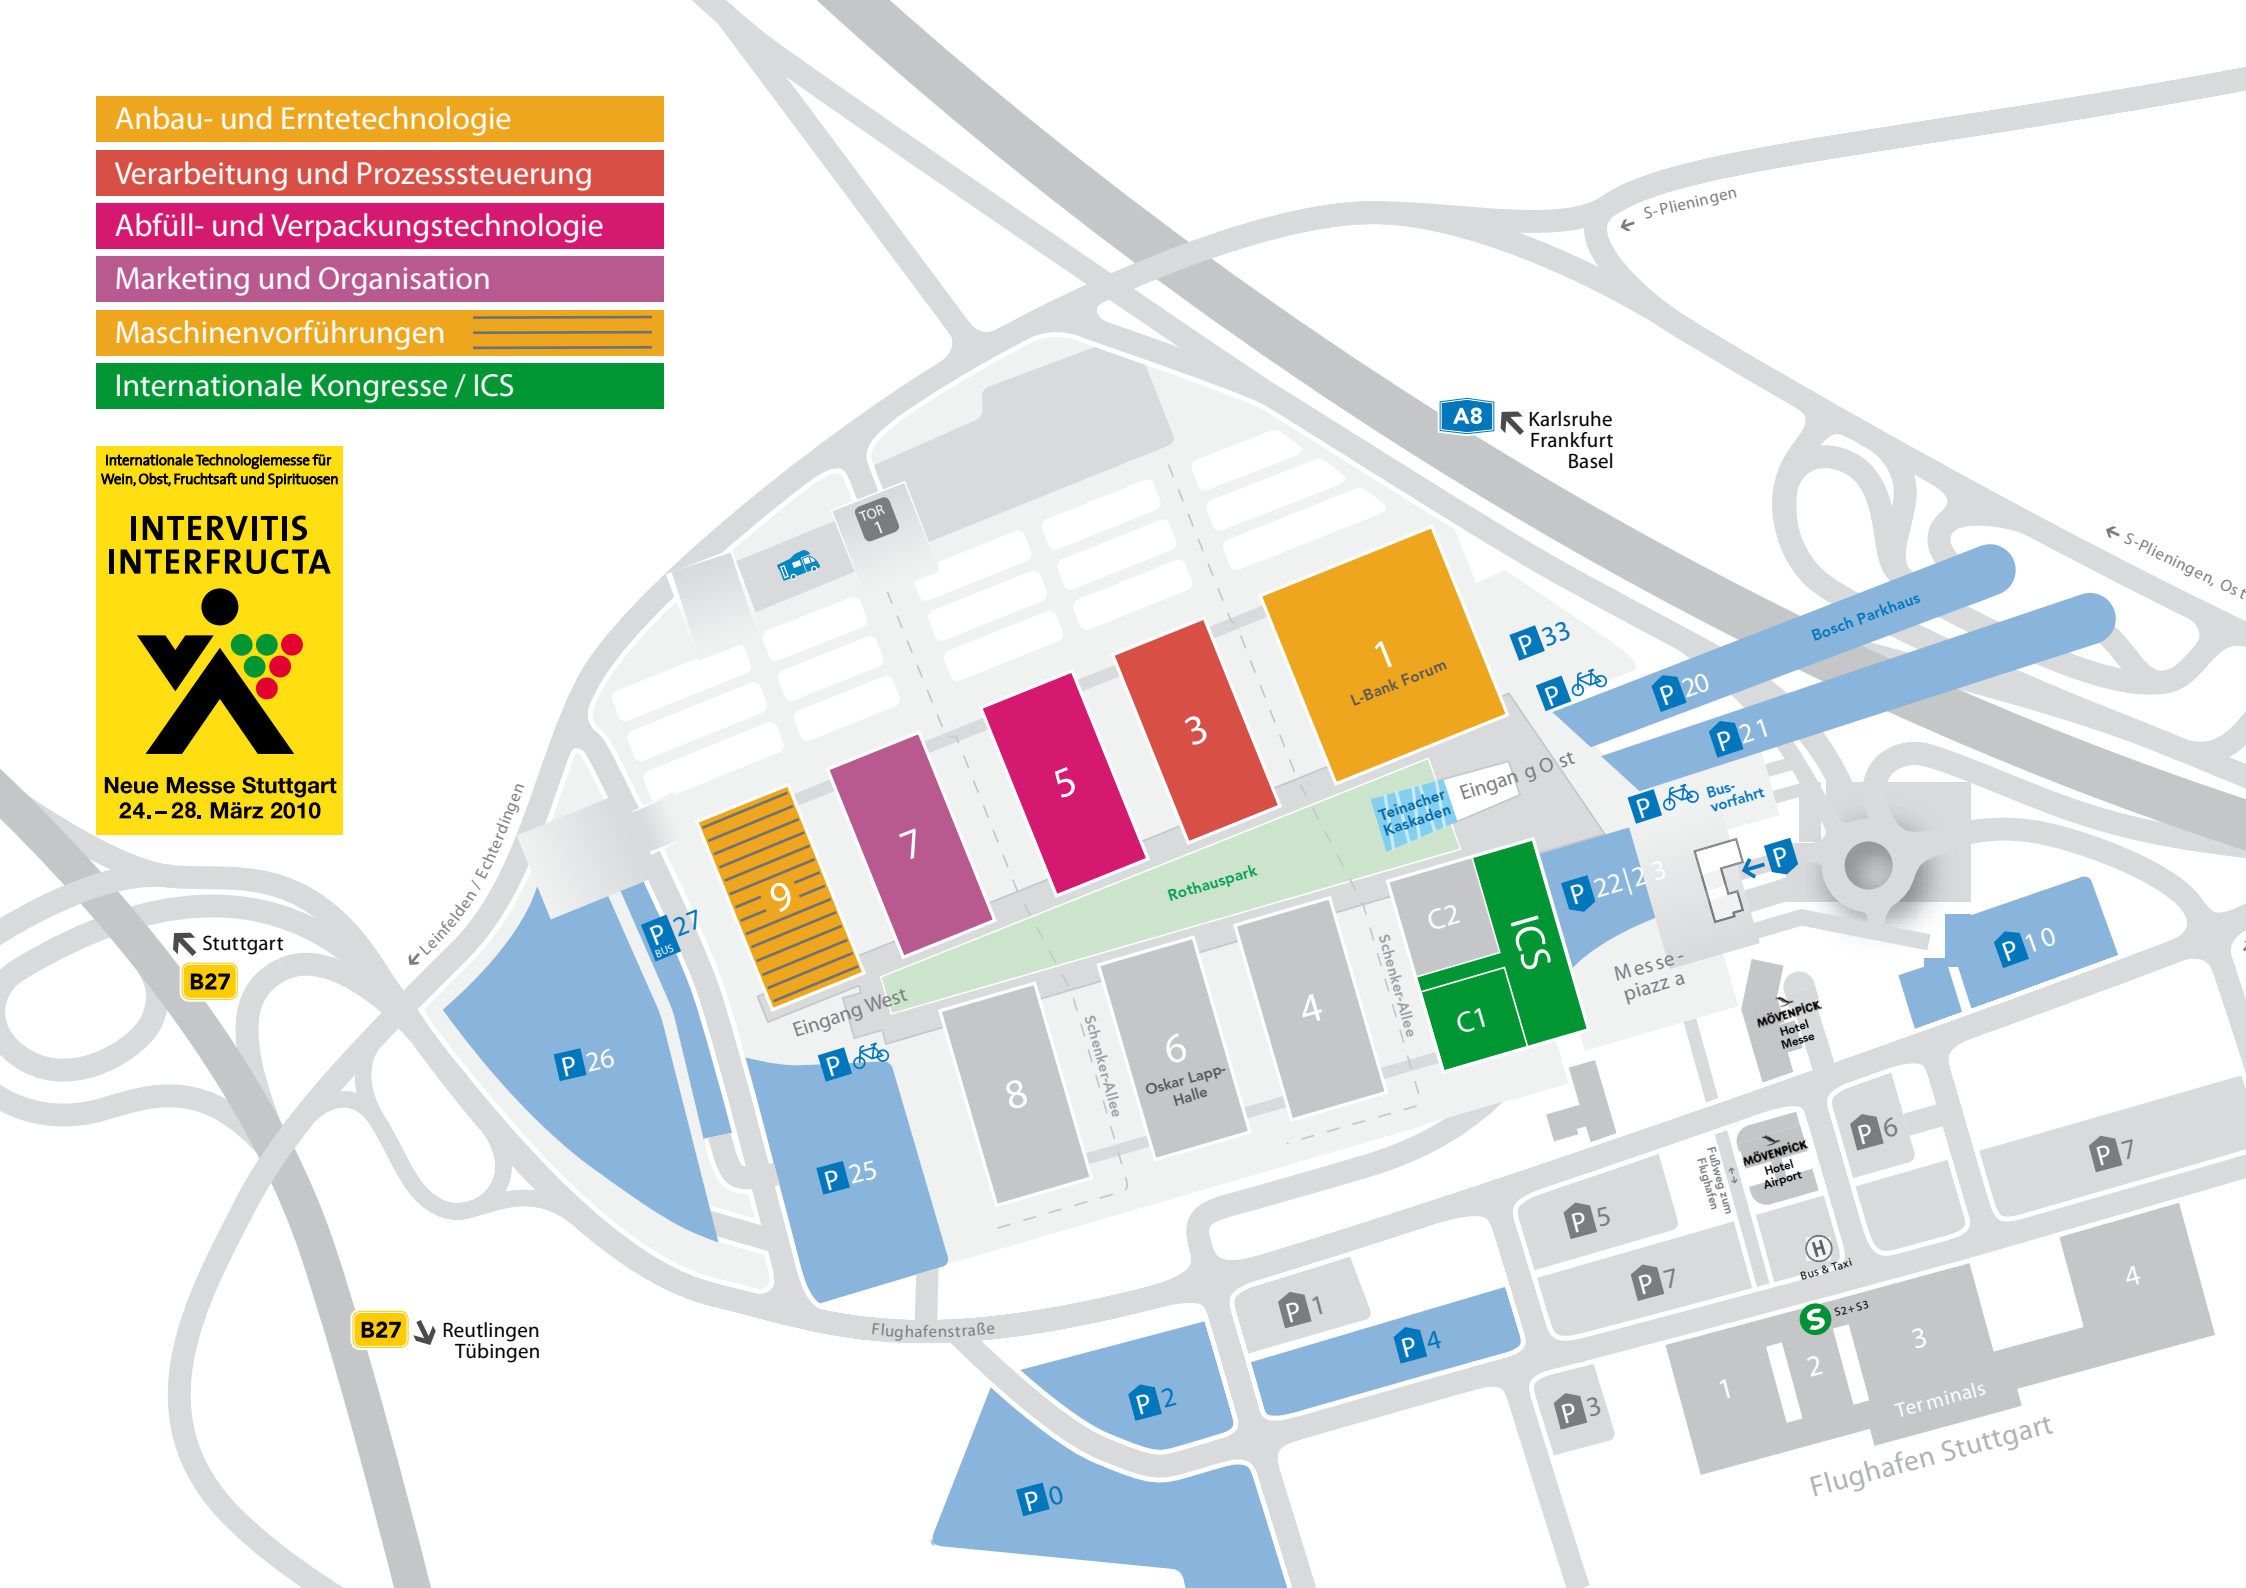 Anbau- und Erntetechnologie
Verarbeitung und Prozesssteuerung
Abfüll- und Verpackungstechnologie
Marketing und Organisation
Maschinenvorführungen
Internationale Kongresse / ICS
Internationale Technologiemesse für
Wein, Obst, Fruchtsaft und Spirituosen
INTERVITIS
INTERFRUCTA
Neue Messe Stuttgart
24.–28. März 2010
S-Plieningen
A8
Karlsruhe
Frankfurt
Basel
S-Plieningen, Ost
TOR
1
Bosch Parkhaus
P 33
P
P 20
P 21
P
Bus-
vorfahrt
P
1
L-Bank Forum
3
5
7
9
Eingang Ost
Teinacher
Kaskaden
Rothauspark
Eingang West
Leinfelden / Echterdingen
Stuttgart
B27
P
BUS
27
P 26
P
P 25
8
6
Oskar Lapp-
Halle
4
Schenker-Allee
Schenker-Allee
C2
C1
ICS
P 22|23
Messe-
piazza
P 10
MÖVENPICK
Hotel
Messe
MÖVENPICK
Hotel
Airport
Fußweg zum
Flughafen
P 6
P 7
P 5
P 7
H
Bus & Taxi
S
S2+S3
P 1
P 4
P 2
P 3
P 0
B27
Reutlingen
Tübingen
Flughafenstraße
1
2
3
4
Terminals
Flughafen Stuttgart